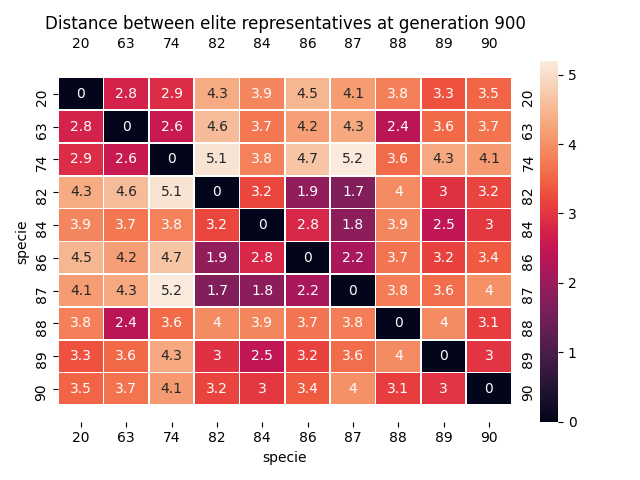 Distance between elite representatives at generation 900
20 63 74 82 84 86 87 88 89 90
20 0 2.8 2.9 4.3 3.9 4.5 4.1 3.8 3.3 3.5 20
63 2.8 0 2.6 4.6 3.7 4.2 4.3 2.4 3.6 3.7 63
74 2.9 2.6 0 5.1 3.8 4.7 5.2 3.6 4.3 4.1 74
82 4.3 4.6 5.1 0 3.2 1.9 1.7 4 3 3.2 82
84 3.9 3.7 3.8 3.2 0 2.8 1.8 3.9 2.5 3 84
86 4.5 4.2 4.7 1.9 2.8 0 2.2 3.7 3.2 3.4 86
87 4.1 4.3 5.2 1.7 1.8 2.2 0 3.8 3.6 4 87
88 3.8 2.4 3.6 4 3.9 3.7 3.8 0 4 3.1 88
89 3.3 3.6 4.3 3 2.5 3.2 3.6 4 0 3 89
90 3.5 3.7 4.1 3.2 3 3.4 4 3.1 3 0 90
20 63 74 82 84 86 87 88 89 90
specie
specie
5
4
3
2
1
0